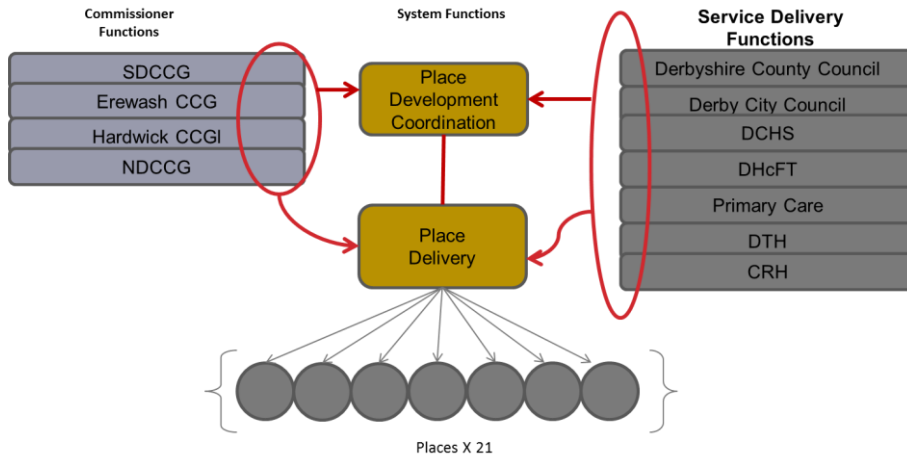 Commissioner
Functions
SDCCG
Erewash CCG
Hardwick CCGI
NDCCG
System Functions
Place
Development
Coordination
Place
Delivery
Service Delivery
Functions
Derbyshire County Council
Derby City Council
DCHS
DHcFT
Primary Care
DTH
CRH
Places X 21